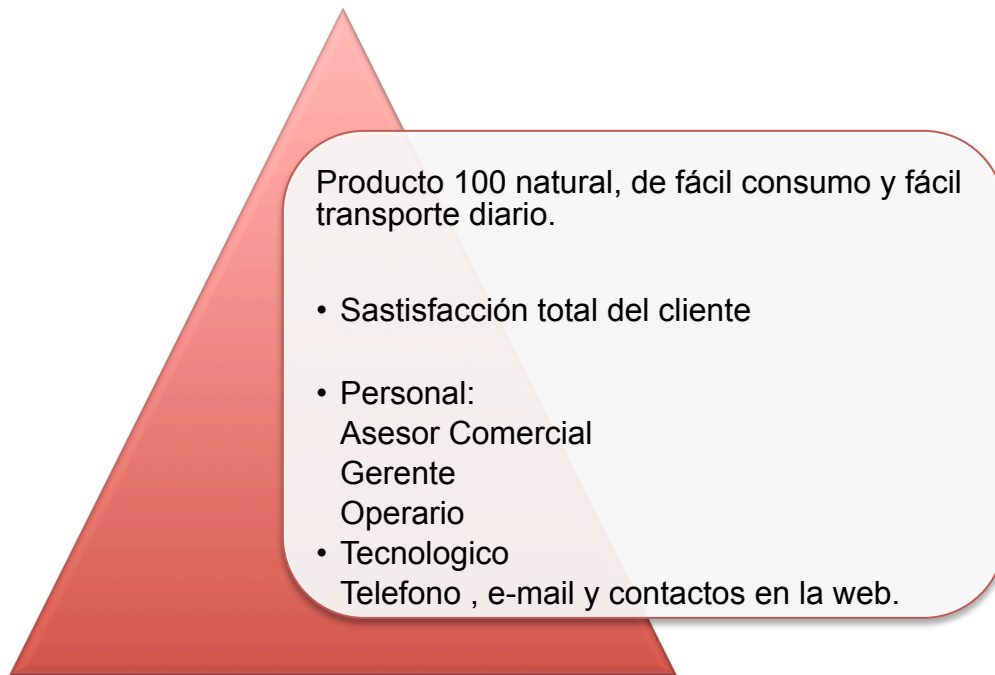 Producto 100 natural, de fácil consumo y fácil
transporte diario.
• Sastisfacción total del cliente
• Personal:
Asesor Comercial
Gerente
Operario
• Tecnologico
Telefono , e-mail y contactos en la web.